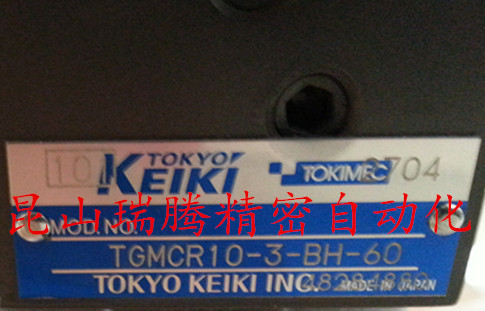 10
TOKYO
KEIKI
TOKIMEC
704
昆山瑞腾精密自动化
MOD. NO.
TGMCR10-3-BH-60
TOKYO KEIKI INC.
MADE IN JAPAN